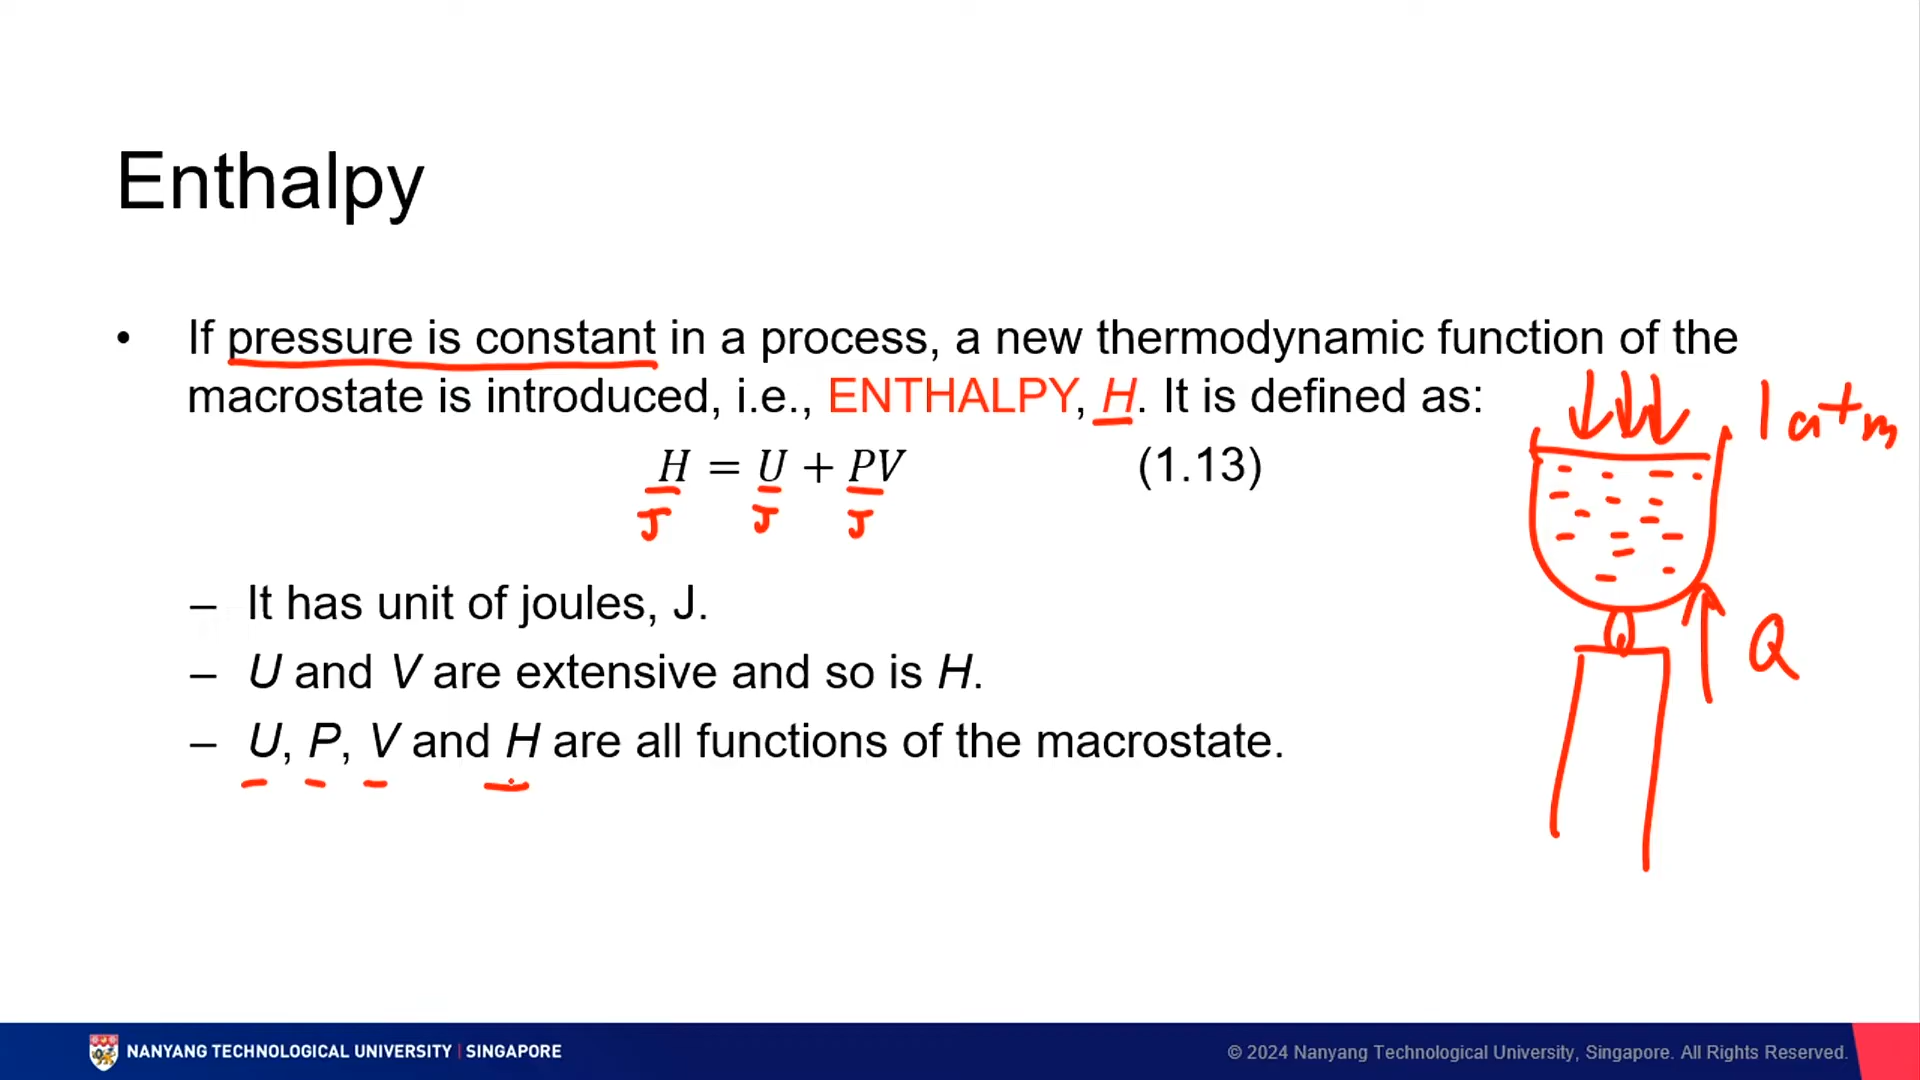 Enthalpy
• If pressure is constant in a process, a new thermodynamic function of the
macrostate is introduced, i.e., ENTHALPY, H. It is defined as:
H = U + PV (1.13)
J J J
– It has unit of joules, J.
– U and V are extensive and so is H.
– U, P, V and H are all functions of the macrostate.
1 atm
Q
NANYANG TECHNOLOGICAL UNIVERSITY | SINGAPORE
© 2024 Nanyang Technological University, Singapore. All Rights Reserved.